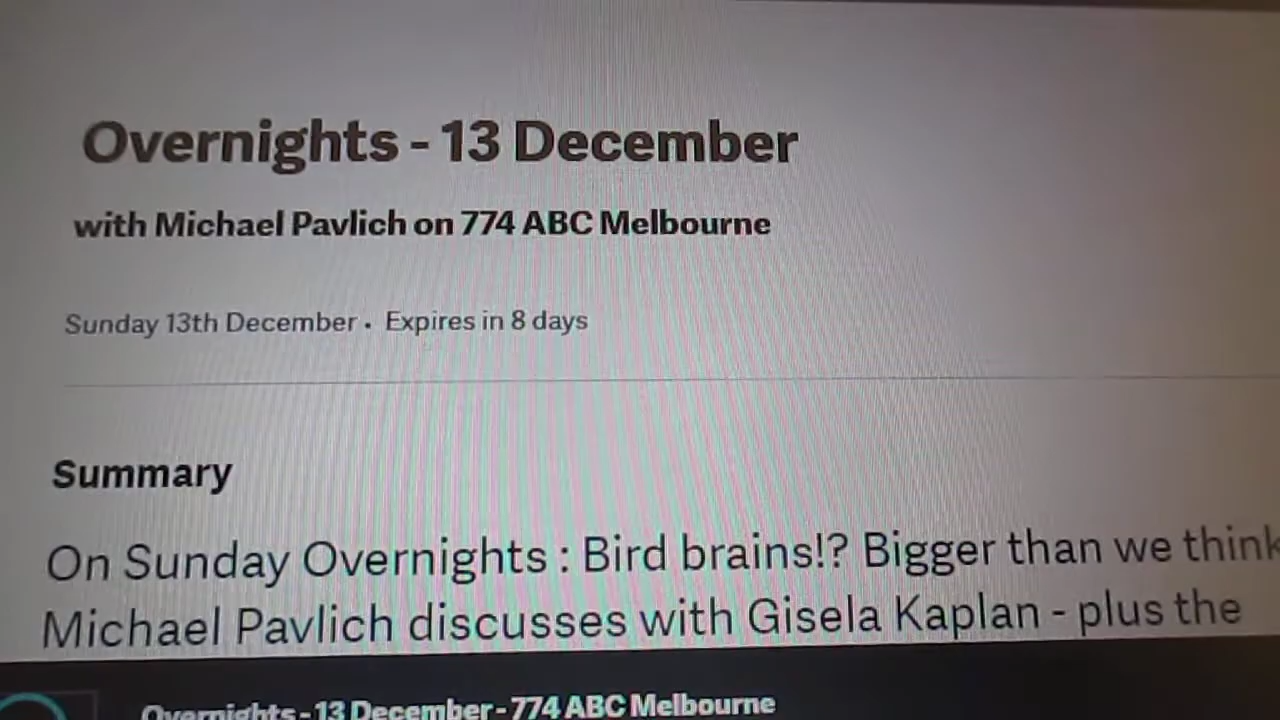 Overnights - 13 December
with Michael Pavlich on 774 ABC Melbourne
Sunday 13th December • Expires in 8 days
Summary
On Sunday Overnights : Bird brains!? Bigger than we think
Michael Pavlich discusses with Gisela Kaplan - plus the
Overnights - 13 December - 774 ABC Melbourne